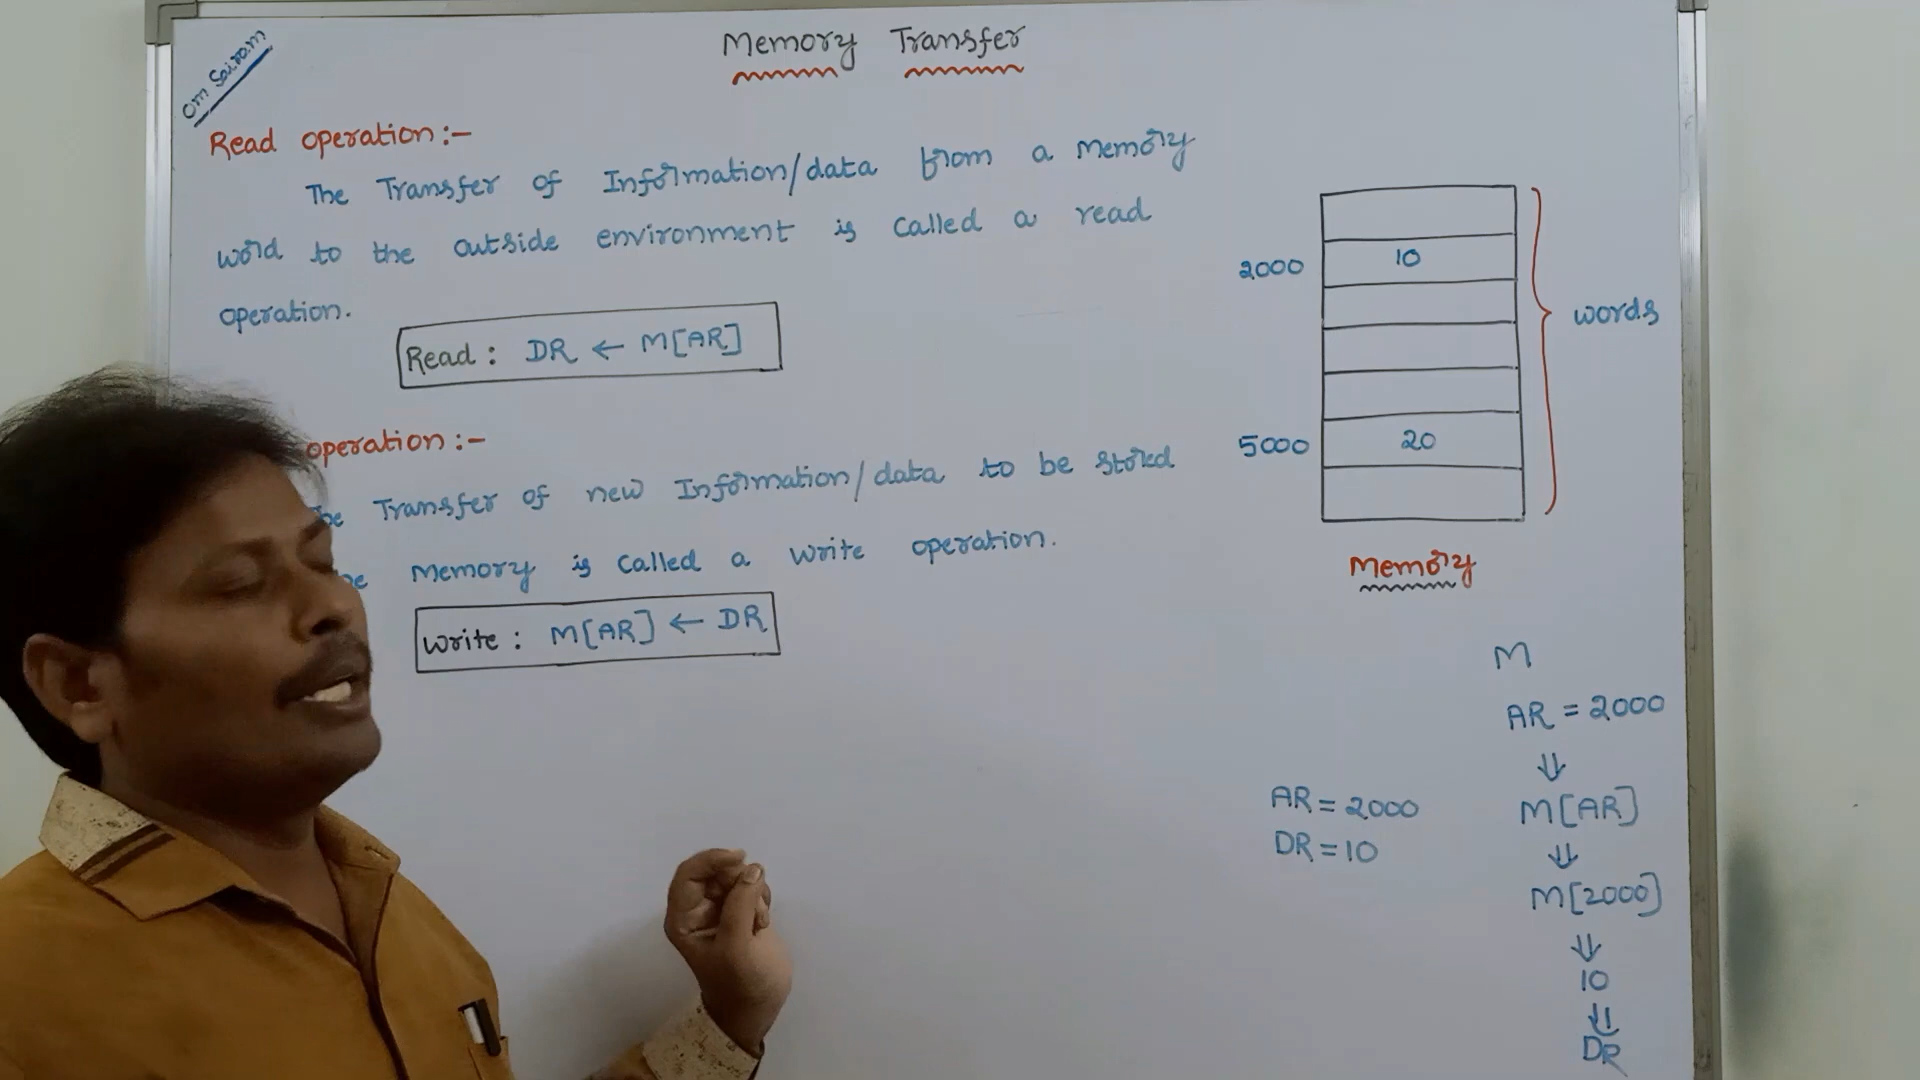 Om Sairam
Memory Transfer
Read operation:-
The Transfer of Information/data from a memory
word to the outside environment is called a read
operation.
Read: DR ← M[AR]
operation:-
Transfer of new Information/data to be stored
memory is called a write operation.
Write: M[AR] ← DR
2000 10
words
5000 20
Memory
M
AR = 2000
⇓
M[AR]
⇓
M[2000]
⇓
10
⇓
DR
AR = 2000
DR = 10